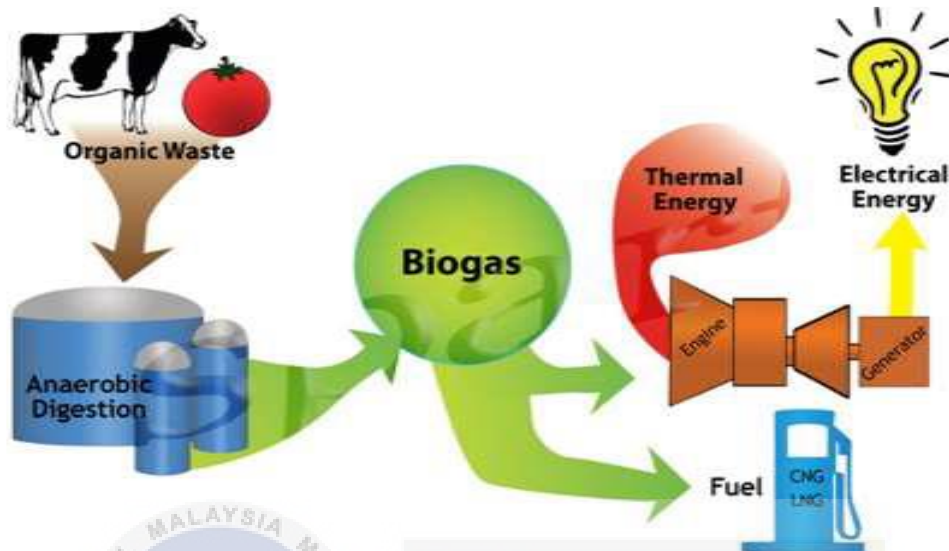 Organic Waste
Anaerobic
Digestion
Biogas
Thermal
Energy
Electrical
Energy
Engine
Generator
Fuel
CNG
LNG
MALAYSIA